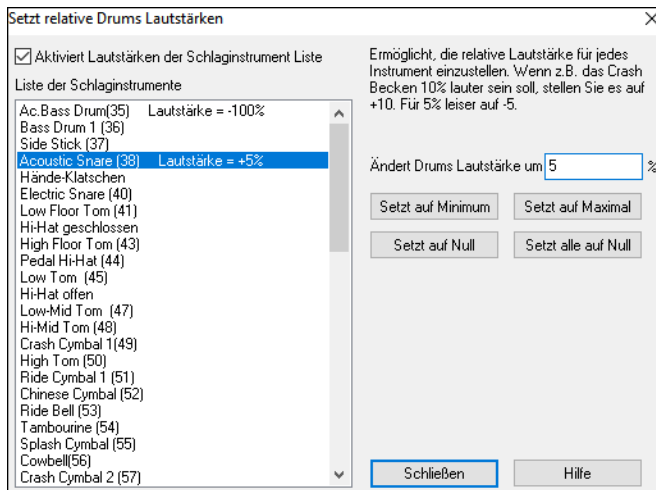 Setzt relative Drums Lautstärken
Aktiviert Lautstärken der Schlaginstrument Liste
Liste der Schlaginstrumente
Ac.Bass Drum(35) Lautstärke = -100%
Bass Drum 1 (36)
Side Stick (37)
Acoustic Snare (38) Lautstärke = +5%
Hände-Klatschen
Electric Snare (40)
Low Floor Tom (41)
Hi-Hat geschlossen
High Floor Tom (43)
Pedal Hi-Hat (44)
Low Tom (45)
Hi-Hat offen
Low-Mid Tom (47)
Hi-Mid Tom (48)
Crash Cymbal 1(49)
High Tom (50)
Ride Cymbal 1 (51)
Chinese Cymbal (52)
Ride Bell (53)
Tambourine (54)
Splash Cymbal (55)
Cowbell(56)
Crash Cymbal 2 (57)
Ermöglicht, die relative Lautstärke für jedes
Instrument einzustellen. Wenn z.B. das Crash
Becken 10% lauter sein soll, stellen Sie es auf
+10. Für 5% leiser auf -5.
Ändert Drums Lautstärke um 5 %
Setzt auf Minimum Setzt auf Maximal
Setzt auf Null Setzt alle auf Null
Schließen Hilfe